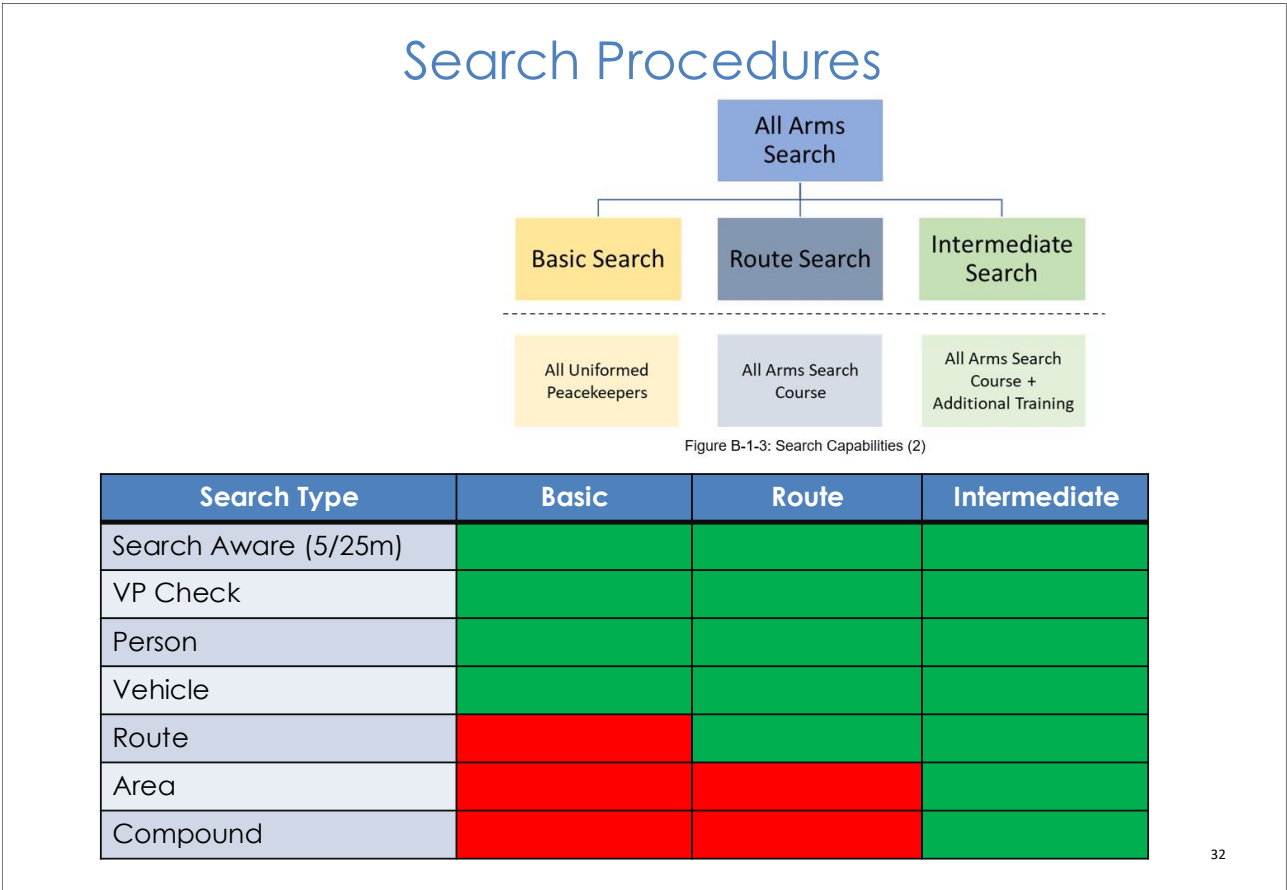 Search Procedures
All Arms
Search
Basic Search
Route Search
Intermediate
Search
All Uniformed
Peacekeepers
All Arms Search
Course
All Arms Search
Course +
Additional Training
Figure B-1-3: Search Capabilities (2)
Search Type Basic Route Intermediate
Search Aware (5/25m)
VP Check
Person
Vehicle
Route
Area
Compound
32